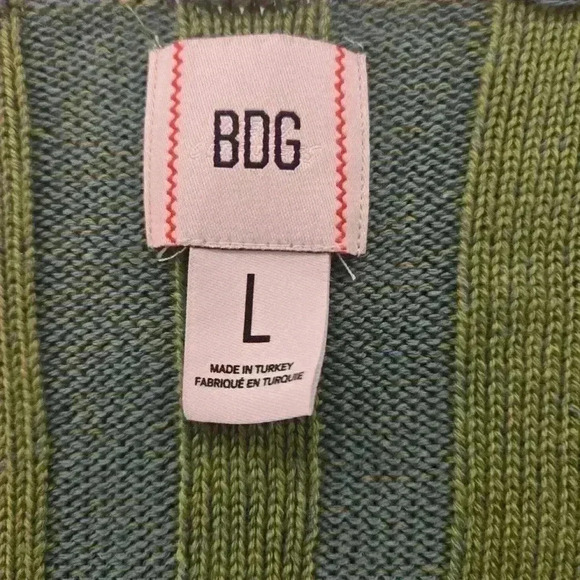 BDG
L
MADE IN TURKEY
FABRIQUÉ EN TURQUIE